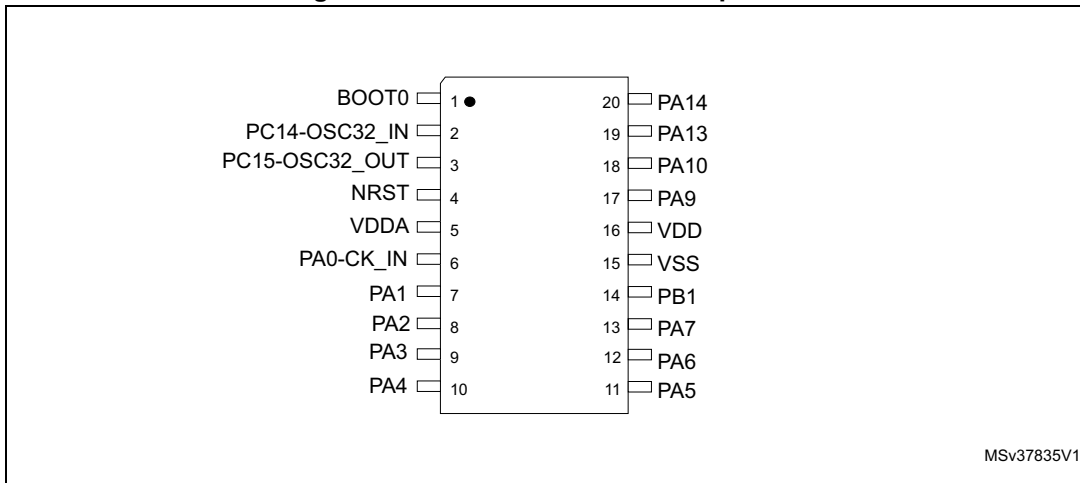 BOOT0 1 20 PA14
PC14-OSC32_IN 2 19 PA13
PC15-OSC32_OUT 3 18 PA10
NRST 4 17 PA9
VDDA 5 16 VDD
PA0-CK_IN 6 15 VSS
PA1 7 14 PB1
PA2 8 13 PA7
PA3 9 12 PA6
PA4 10 11 PA5
MSv37835V1